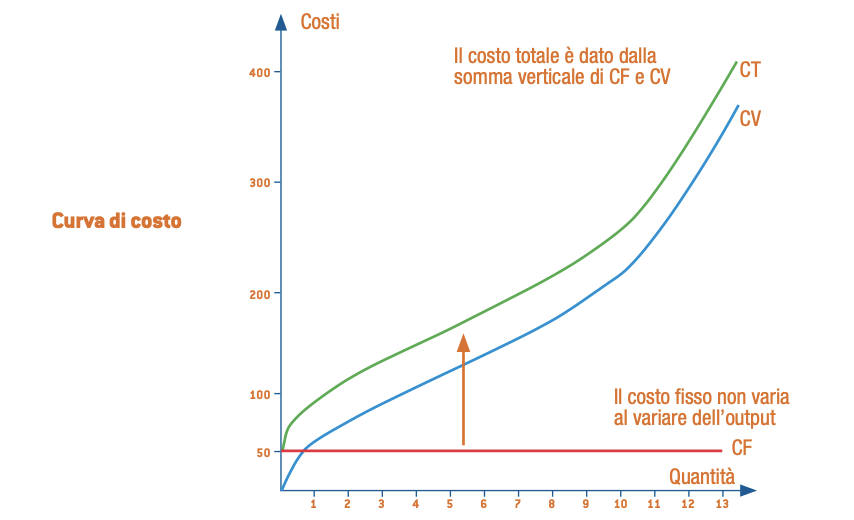 Costi
Il costo totale è dato dalla
somma verticale di CF e CV
CT
400
CV
300
Curva di costo
200
100
Il costo fisso non varia
al variare dell'output
50
CF
Quantità
1 2 3 4 5 6 7 8 9 10 11 12 13